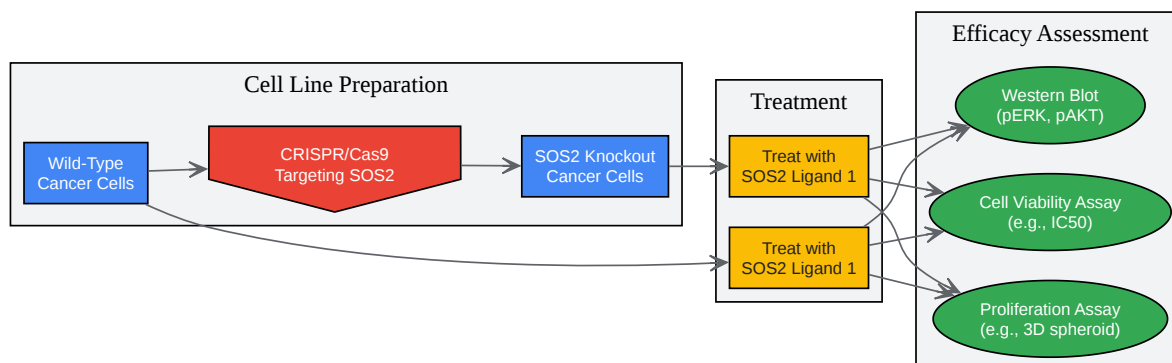 Cell Line Preparation
Wild-Type
Cancer Cells
CRISPR/Cas9
Targeting SOS2
SOS2 Knockout
Cancer Cells
Treatment
Treat with
SOS2 Ligand 1
Treat with
SOS2 Ligand 1
Efficacy Assessment
Western Blot
(pERK, pAKT)
Cell Viability Assay
(e.g., IC50)
Proliferation Assay
(e.g., 3D spheroid)